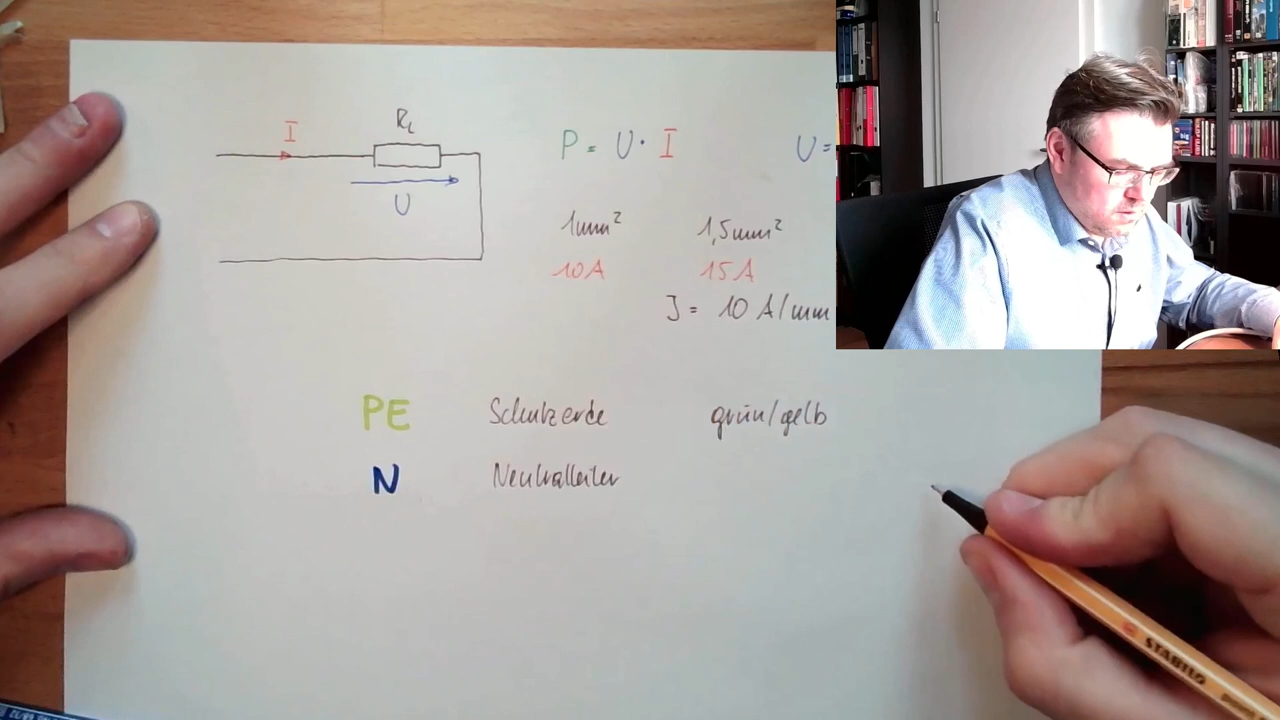 I
R_L
P = U · I
U =
U
1mm²
1,5mm²
10A
15A
J = 10 A/mm
PE Schutzerde grün/gelb
N Neutralleiter
STABILO